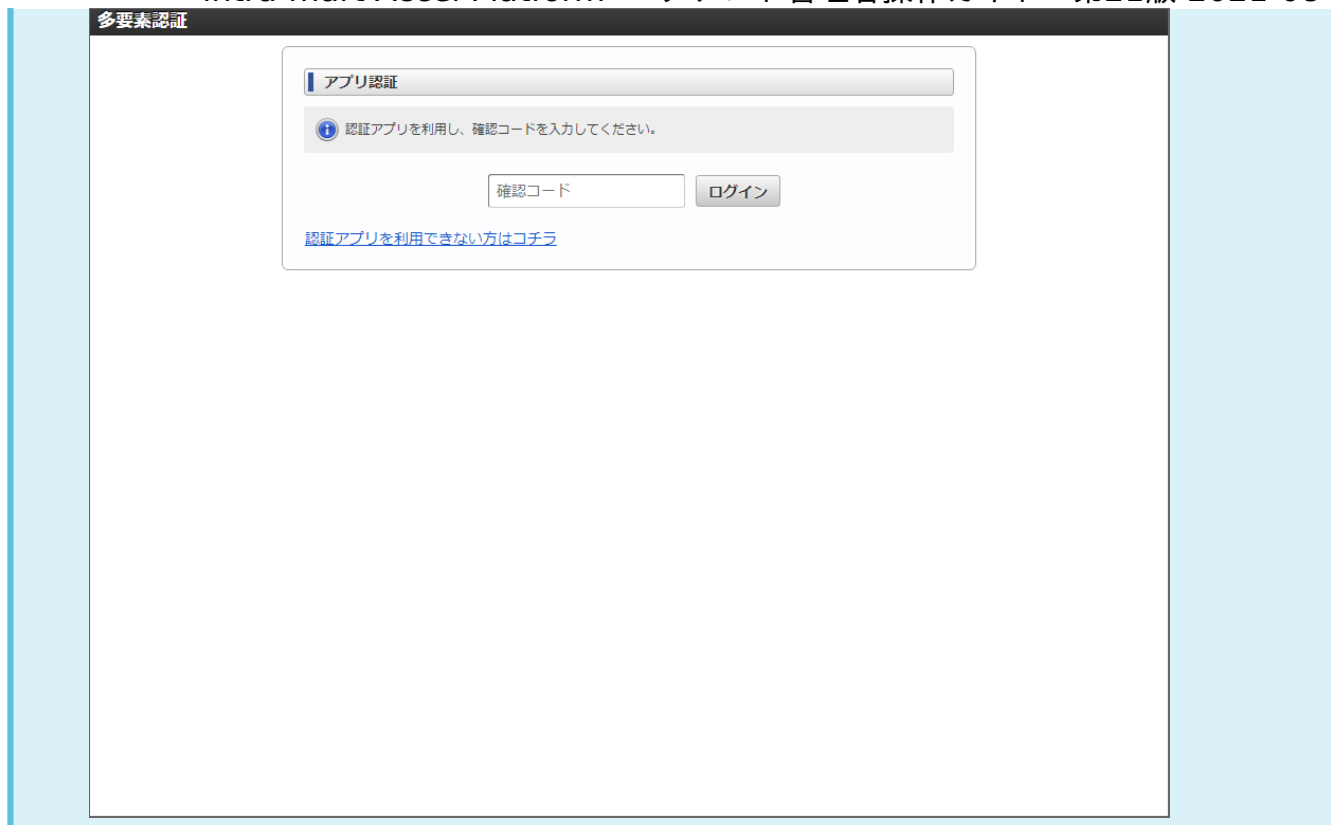 多要素認証
アプリ認証
認証アプリを利用し、確認コードを入力してください。
確認コード
ログイン
認証アプリを利用できない方はコチラ